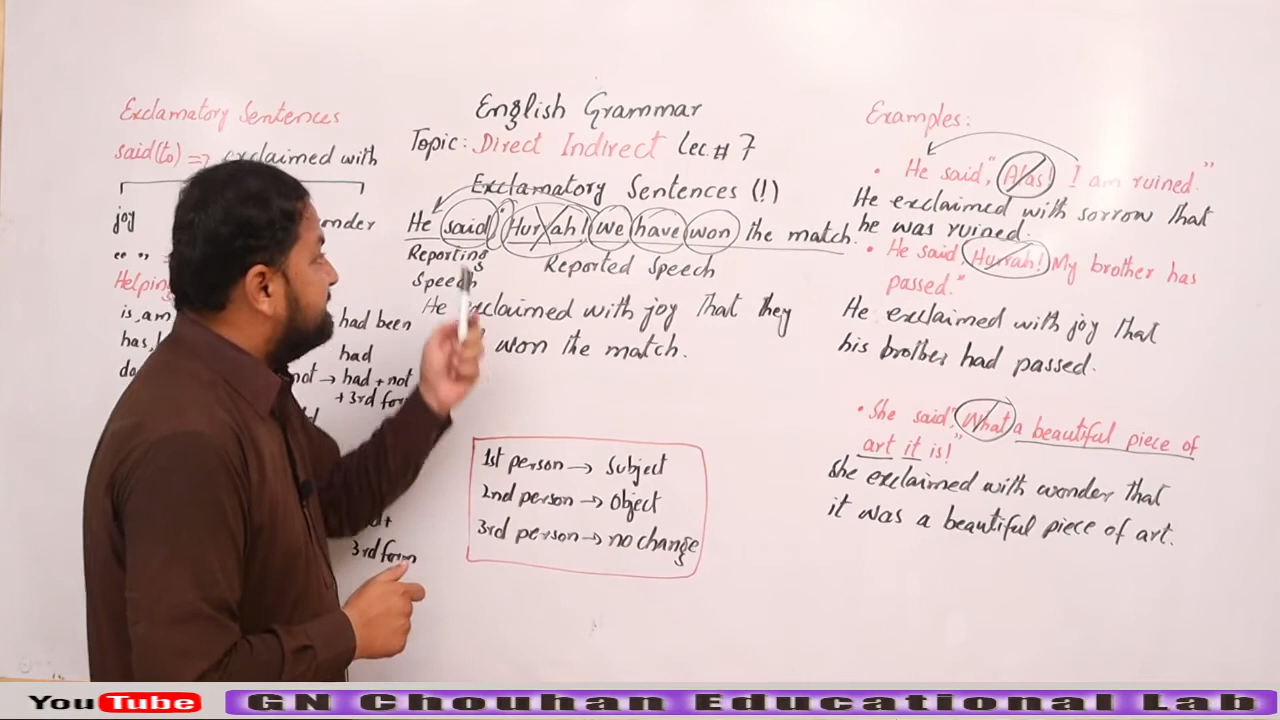 English Grammar
Topic: Direct Indirect Lec.# 7
Exclamatory Sentences (!)
He said, "Hurrah! we have won the match.
Reporting Speech
Reported Speech
He exclaimed with joy That they
won the match.
1st person → Subject
2nd person → Object
3rd person → no change
Exclamatory Sentences
said(to) => exclaimed with
joy
" "
Helping
is, am
has,
had been
had
not → had + not
+ 3rd form
3rd form
Examples:
• He said, "Alas! I am ruined."
He exclaimed with sorrow that
he was ruined.
• He said, Hurrah! My brother has
passed."
He exclaimed with joy that
his brother had passed.
• She said, "What a beautiful piece of
art it is!"
She exclaimed with wonder that
it was a beautiful piece of art.
YouTube GN Chouhan Educational Lab